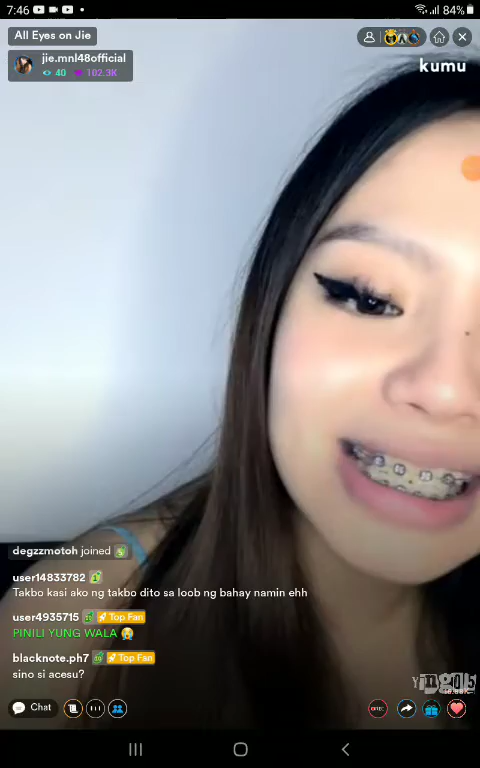 7:46
84%
All Eyes on Jie
jie.mnl48official
40 102.3K
kumu
degzzmotoh joined
user14833782
Takbo kasi ako ng takbo dito sa loob ng bahay namin ehh
user4935715 Top Fan
PINILI YUNG WALA 😭
blacknote.ph7 Top Fan
sino si acesu?
Chat